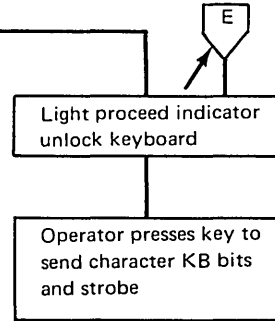 E
Light proceed indicator
unlock keyboard
Operator presses key to
send character KB bits
and strobe